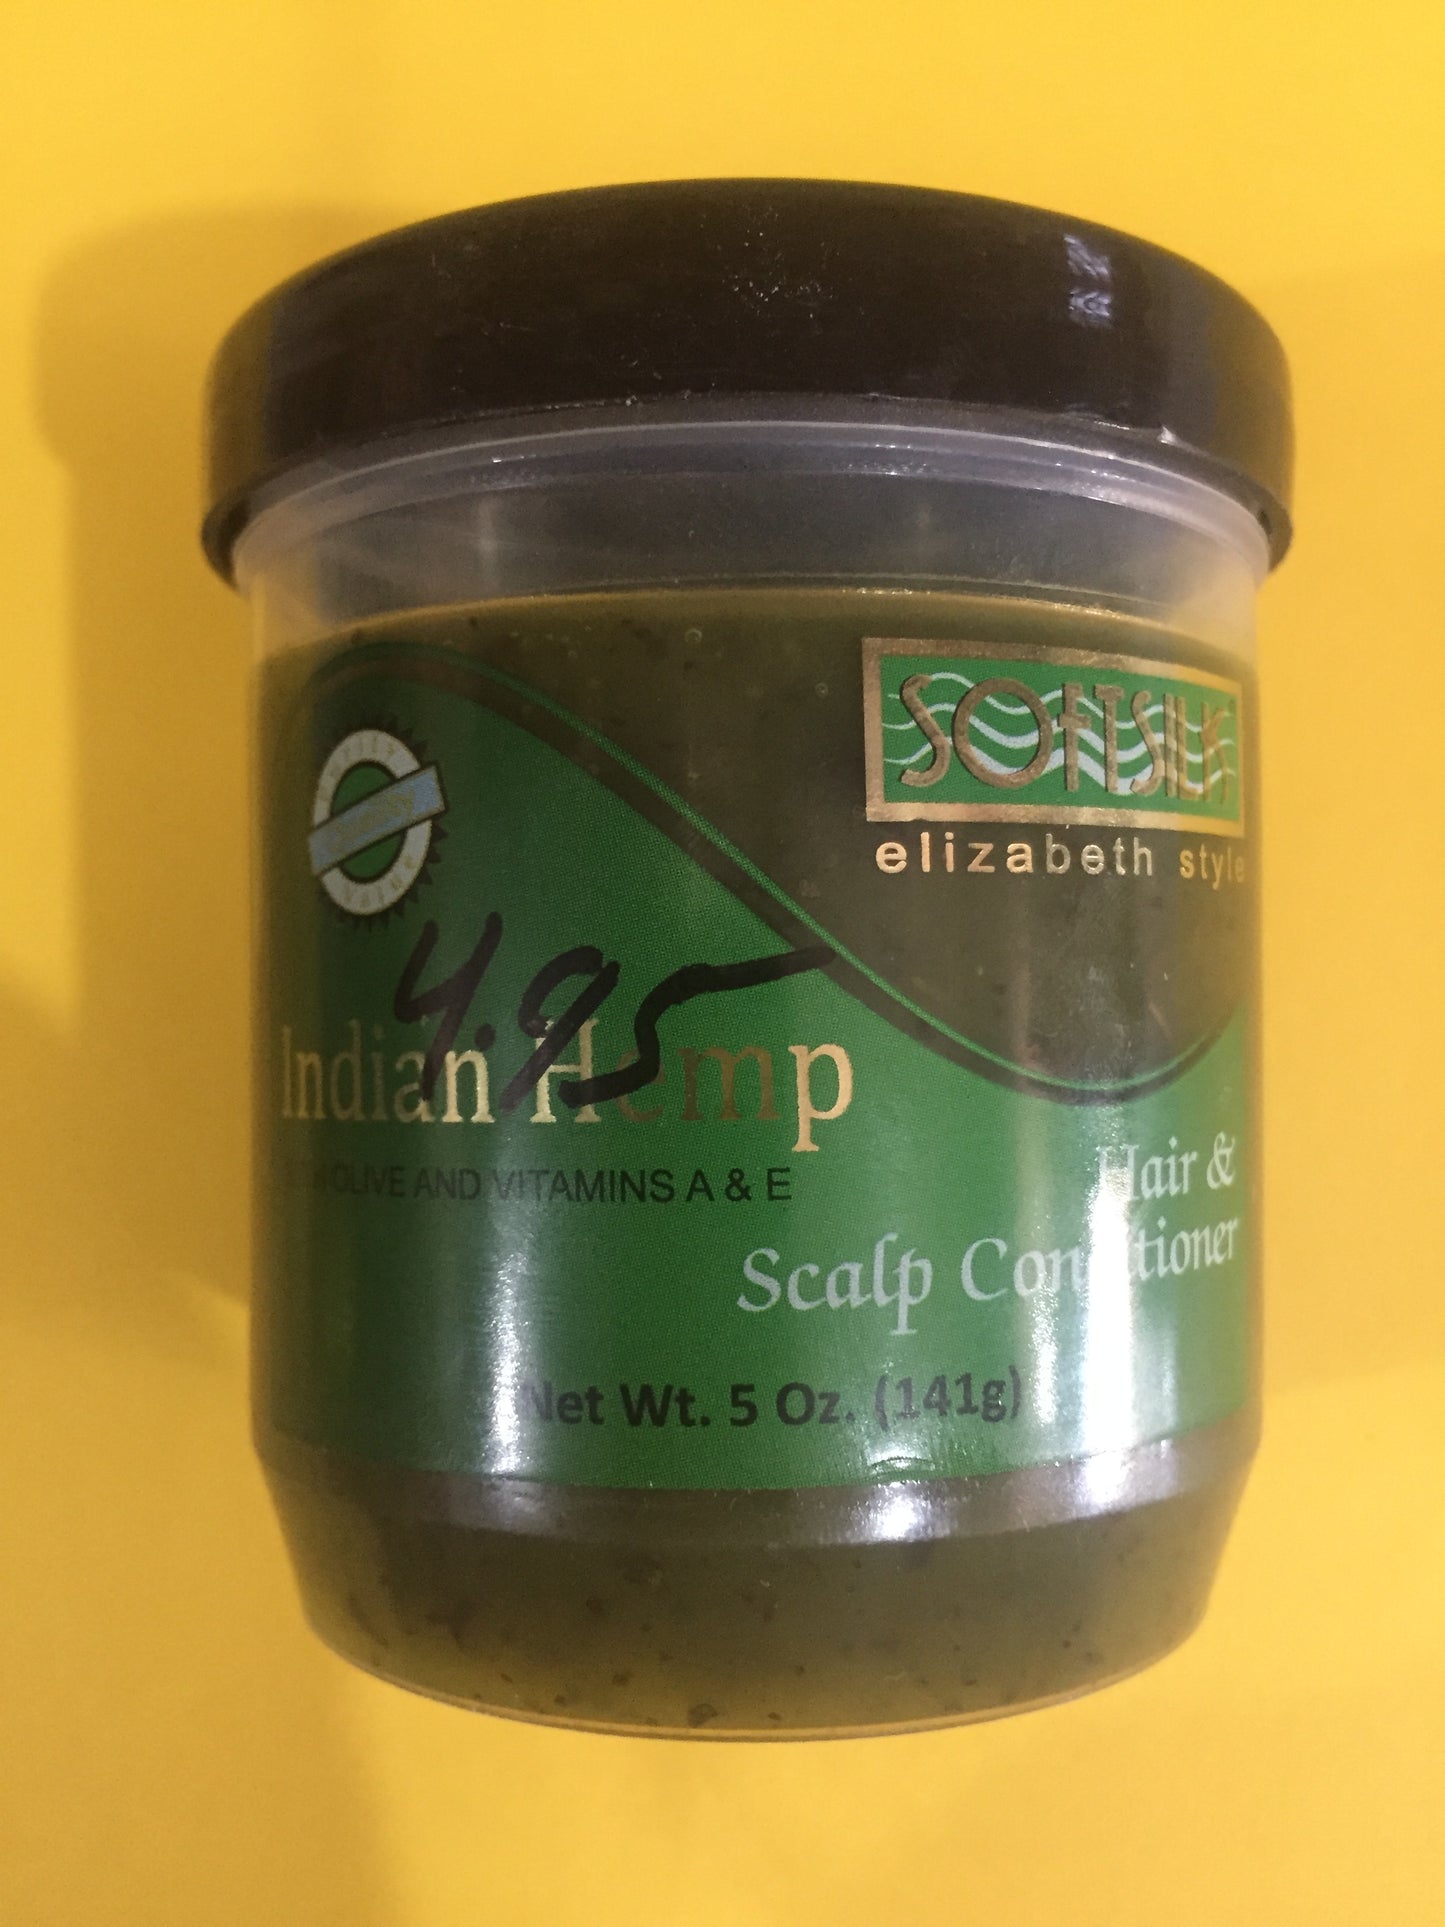 SOFTSILK
elizabeth style
4.95
Indian Hemp
OLIVE AND VITAMINS A & E
Hair &
Scalp Conditioner
Net Wt. 5 Oz. (141g)